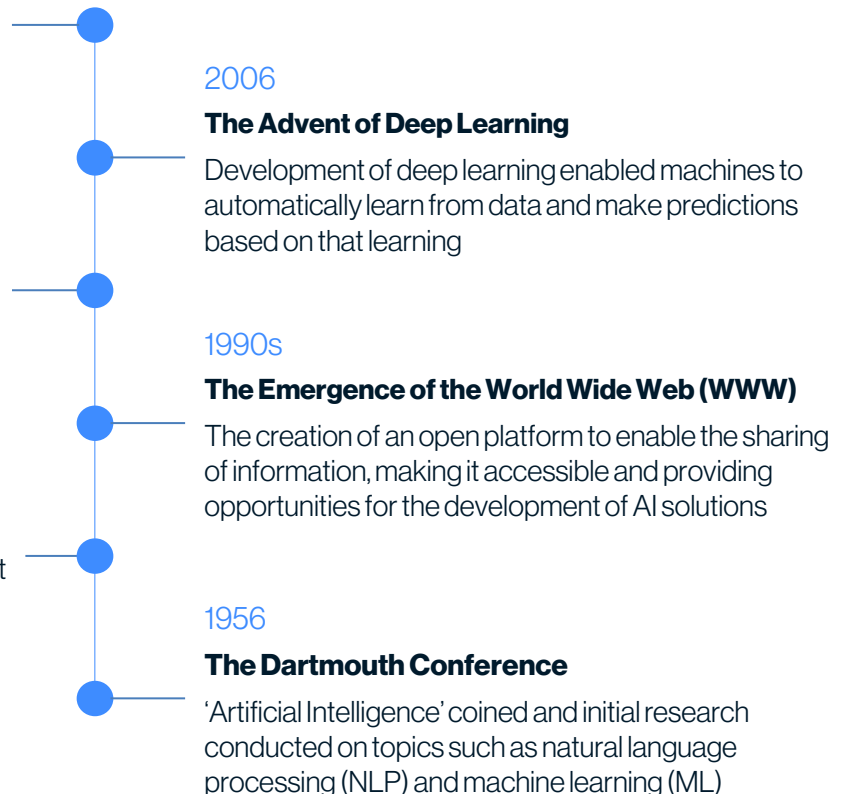 2006
The Advent of Deep Learning
Development of deep learning enabled machines to
automatically learn from data and make predictions
based on that learning
1990s
The Emergence of the World Wide Web (WWW)
The creation of an open platform to enable the sharing
of information, making it accessible and providing
opportunities for the development of AI solutions
t
1956
The Dartmouth Conference
‘Artificial Intelligence’ coined and initial research
conducted on topics such as natural language
processing (NLP) and machine learning (ML)